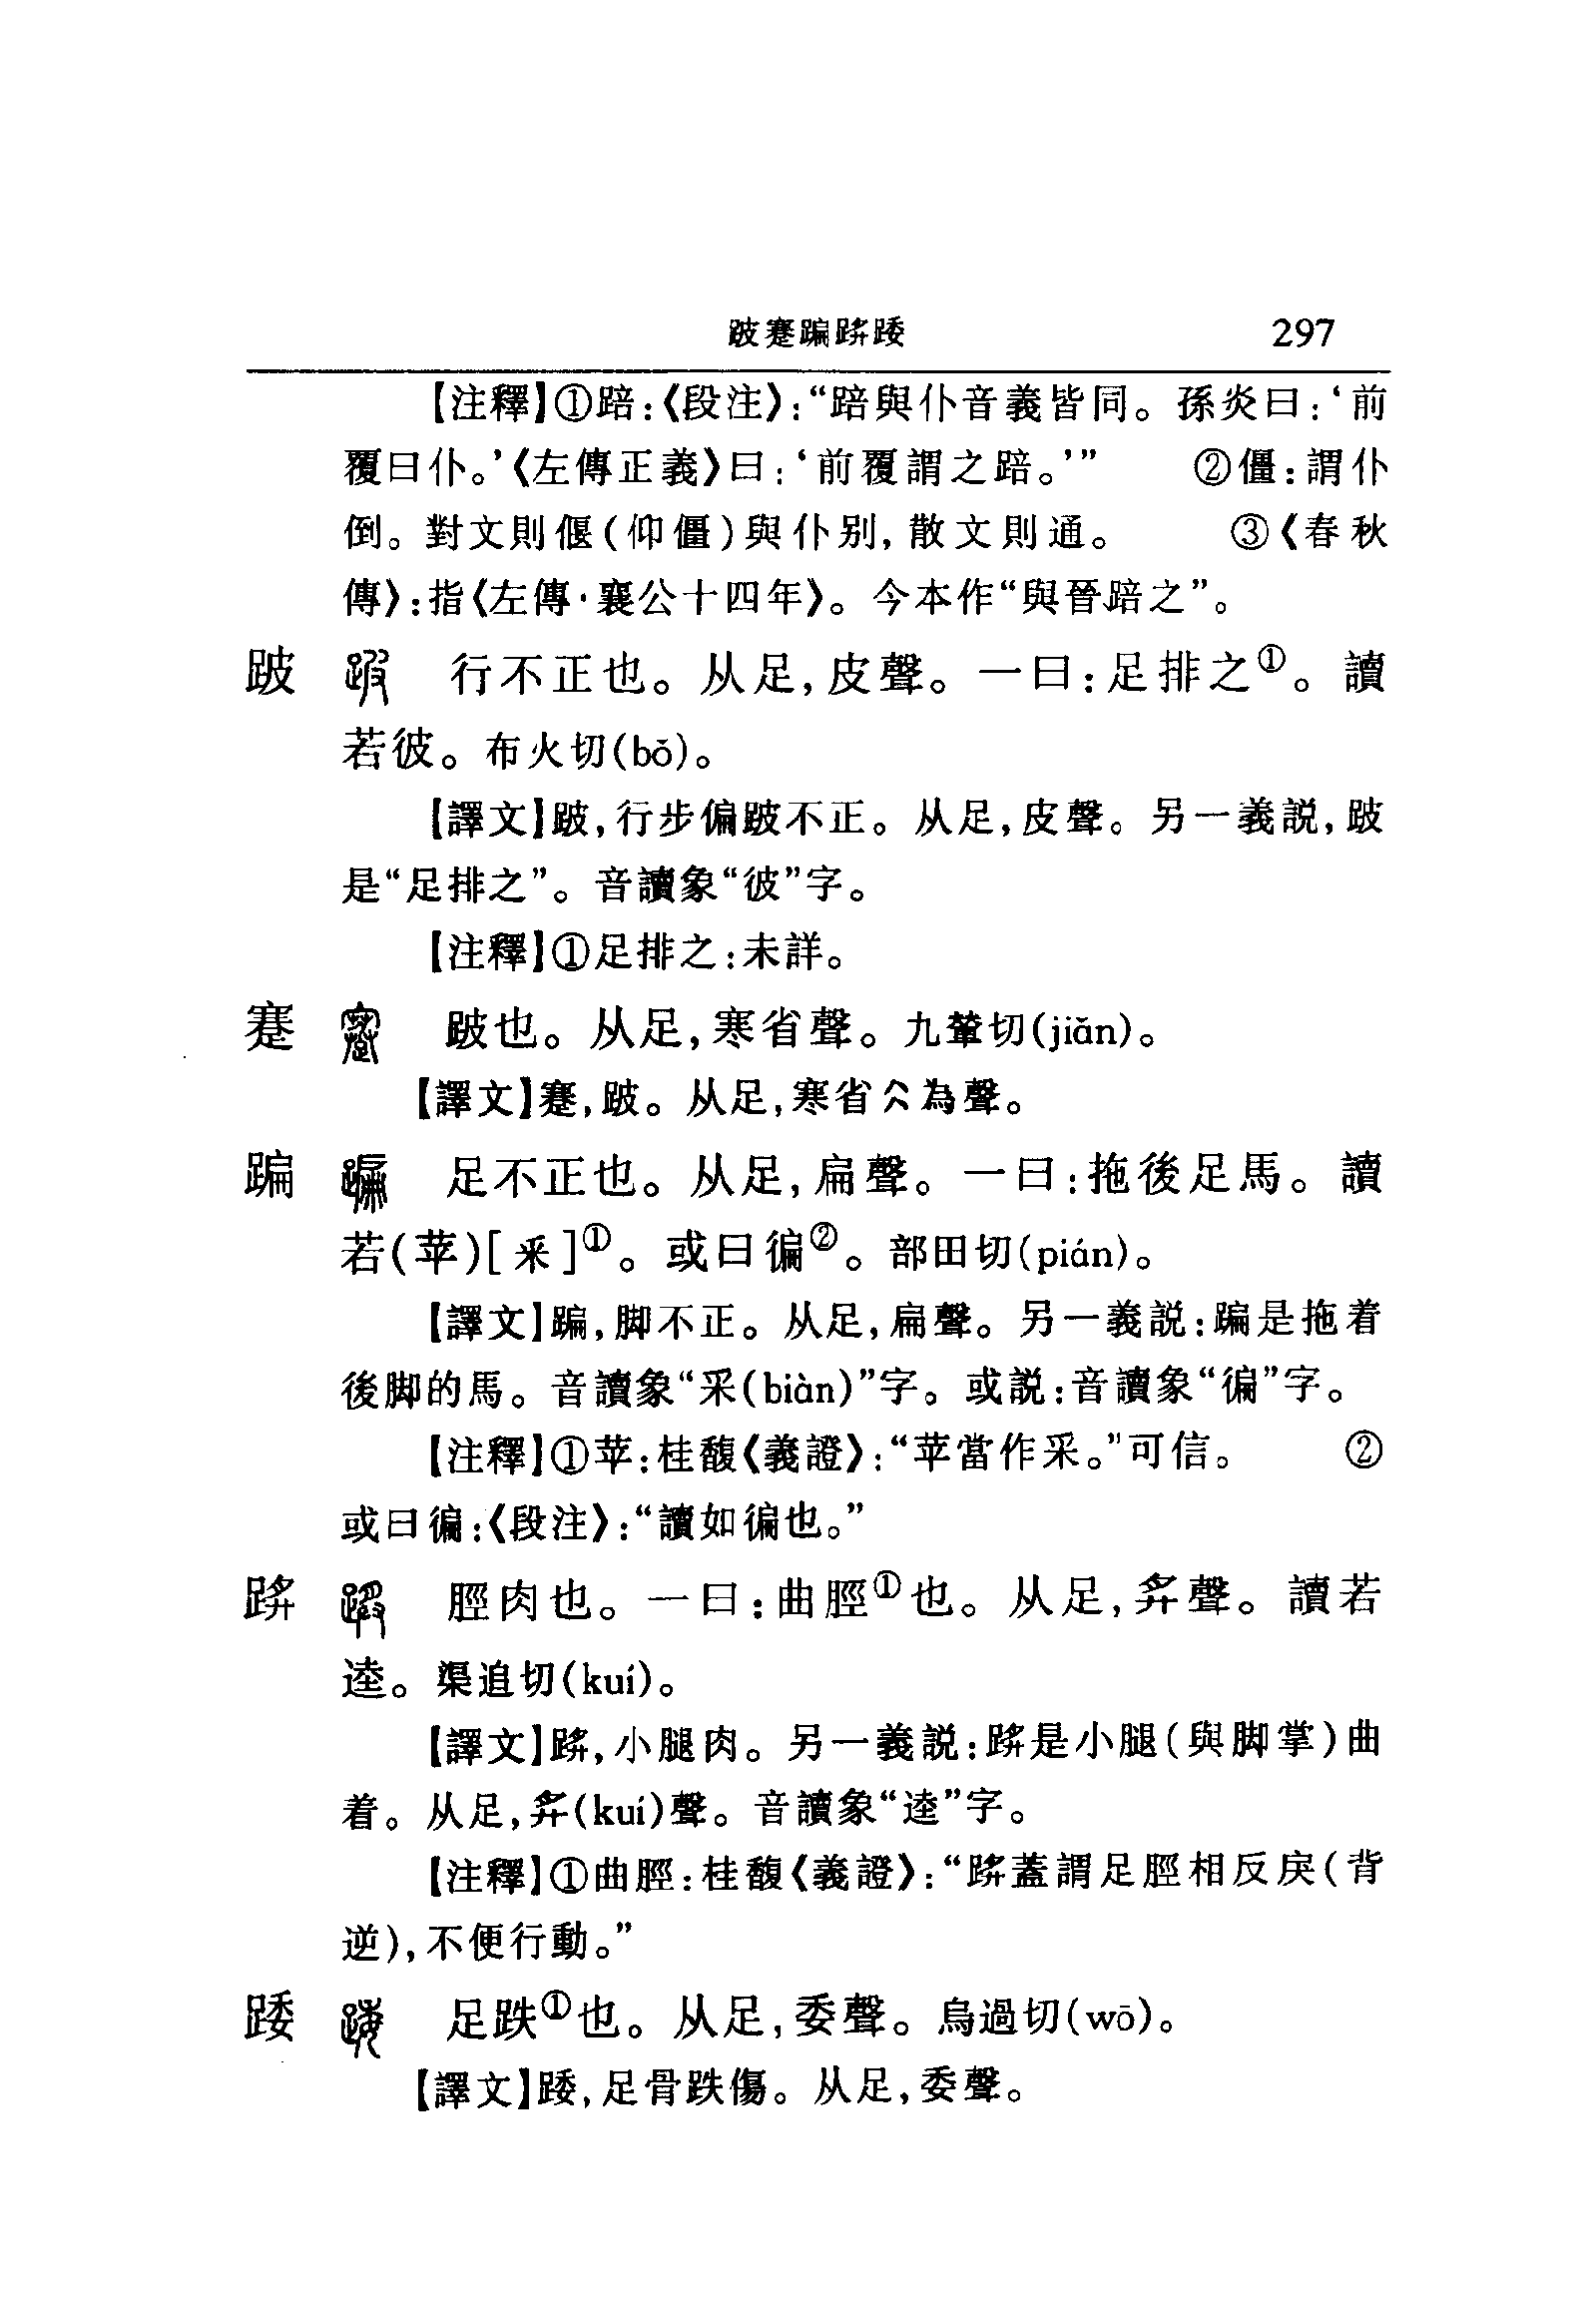 跛蹇蹁𨂯踒 297
【注釋】①踣:《段注》:“踣與仆音義皆同。孫炎曰:‘前
覆曰仆。’《左傳正義》曰:‘前覆謂之踣。’” ②僵:謂仆
倒。對文則偃(仰僵)與仆别,散文則通。 ③《春秋
傳》:指《左傳·襄公十四年》。今本作“與晉踣之”。
跛 行不正也。从足,皮聲。一曰:足排之①。讀
若彼。布火切(bǒ)。
【譯文】跛,行步偏跛不正。从足,皮聲。另一義説,跛
是“足排之”。音讀象“彼”字。
【注釋】①足排之:未詳。
蹇 跛也。从足,寒省聲。九輦切(jiǎn)。
【譯文】蹇,跛。从足,寒省仌為聲。
蹁 足不正也。从足,扁聲。一曰:拖後足馬。讀
若(苹)[釆]①。或曰徧②。部田切(pián)。
【譯文】蹁,脚不正。从足,扁聲。另一義説:蹁是拖着
後脚的馬。音讀象“釆(biàn)”字。或説:音讀象“徧”字。
【注釋】①苹:桂馥《義證》:“苹當作釆。”可信。 ②
或曰徧:《段注》:“讀如徧也。”
𨂯 脛肉也。一曰:曲脛①也。从足,𢌳聲。讀若
逵。渠追切(kuí)。
【譯文】𨂯,小腿肉。另一義説:𨂯是小腿(與脚掌)曲
着。从足,𢌳(kuí)聲。音讀象“逵”字。
【注釋】①曲脛:桂馥《義證》:“𨂯蓋謂足脛相反戾(背
逆),不便行動。”
踒 足跌①也。从足,委聲。烏過切(wō)。
【譯文】踒,足骨跌傷。从足,委聲。